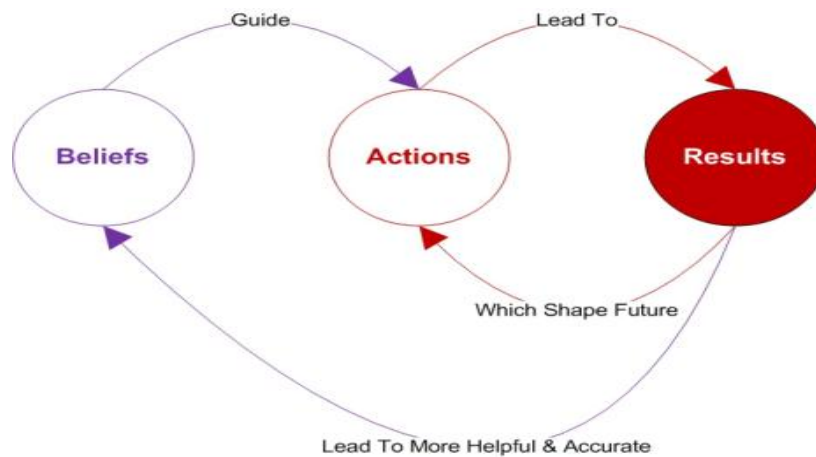 Guide
Lead To
Beliefs
Actions
Results
Which Shape Future
Lead To More Helpful & Accurate